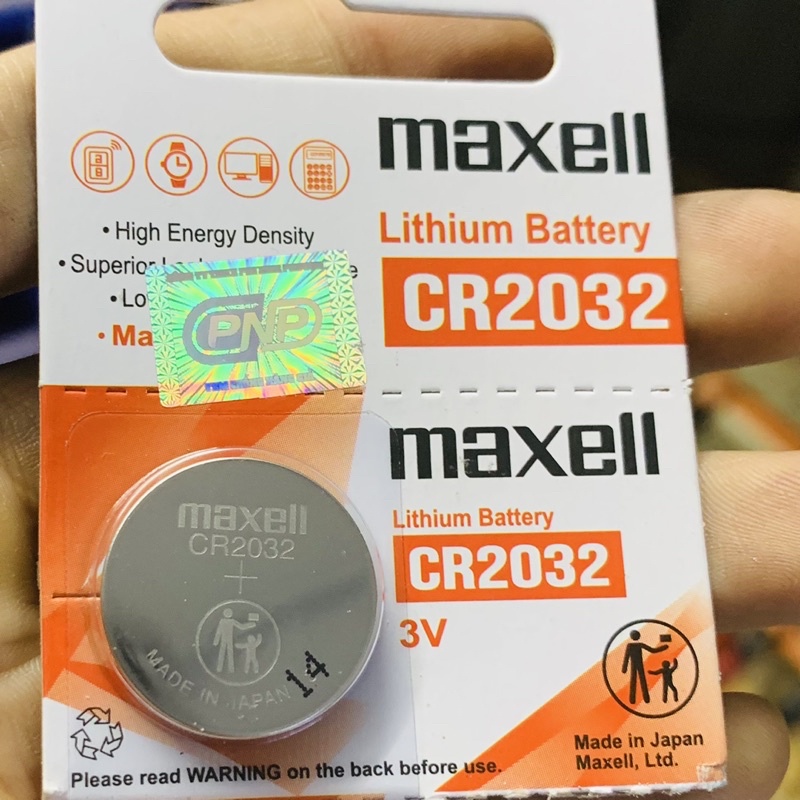 maxell
Lithium Battery
CR2032
• High Energy Density
• Superior
• Lo
• Ma
PNP
maxell
Lithium Battery
CR2032
3V
maxell
CR2032
+
MADE IN JAPAN
14
Made in Japan
Maxell, Ltd.
Please read WARNING on the back before use.